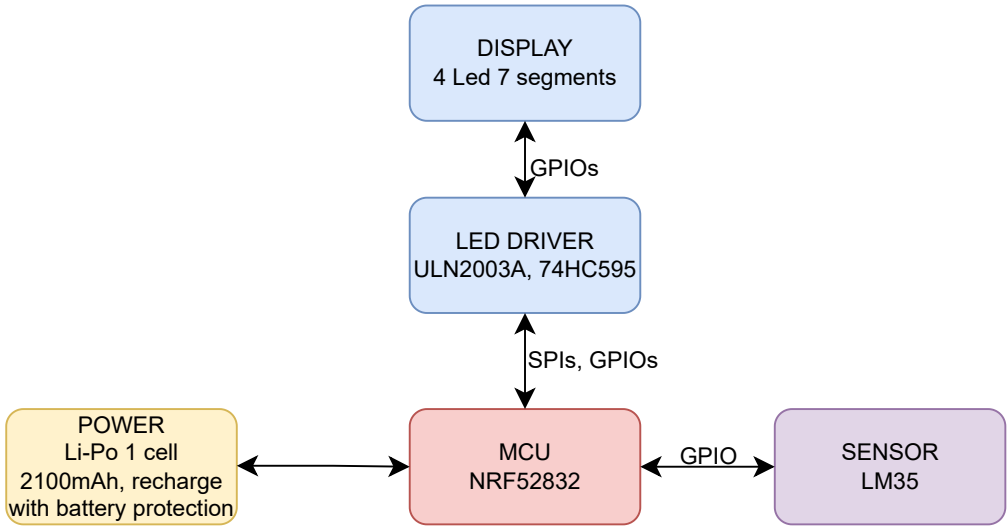 DISPLAY
4 Led 7 segments
GPIOs
LED DRIVER
ULN2003A, 74HC595
SPIs, GPIOs
POWER
Li-Po 1 cell
2100mAh, recharge
with battery protection
MCU
NRF52832
GPIO
SENSOR
LM35